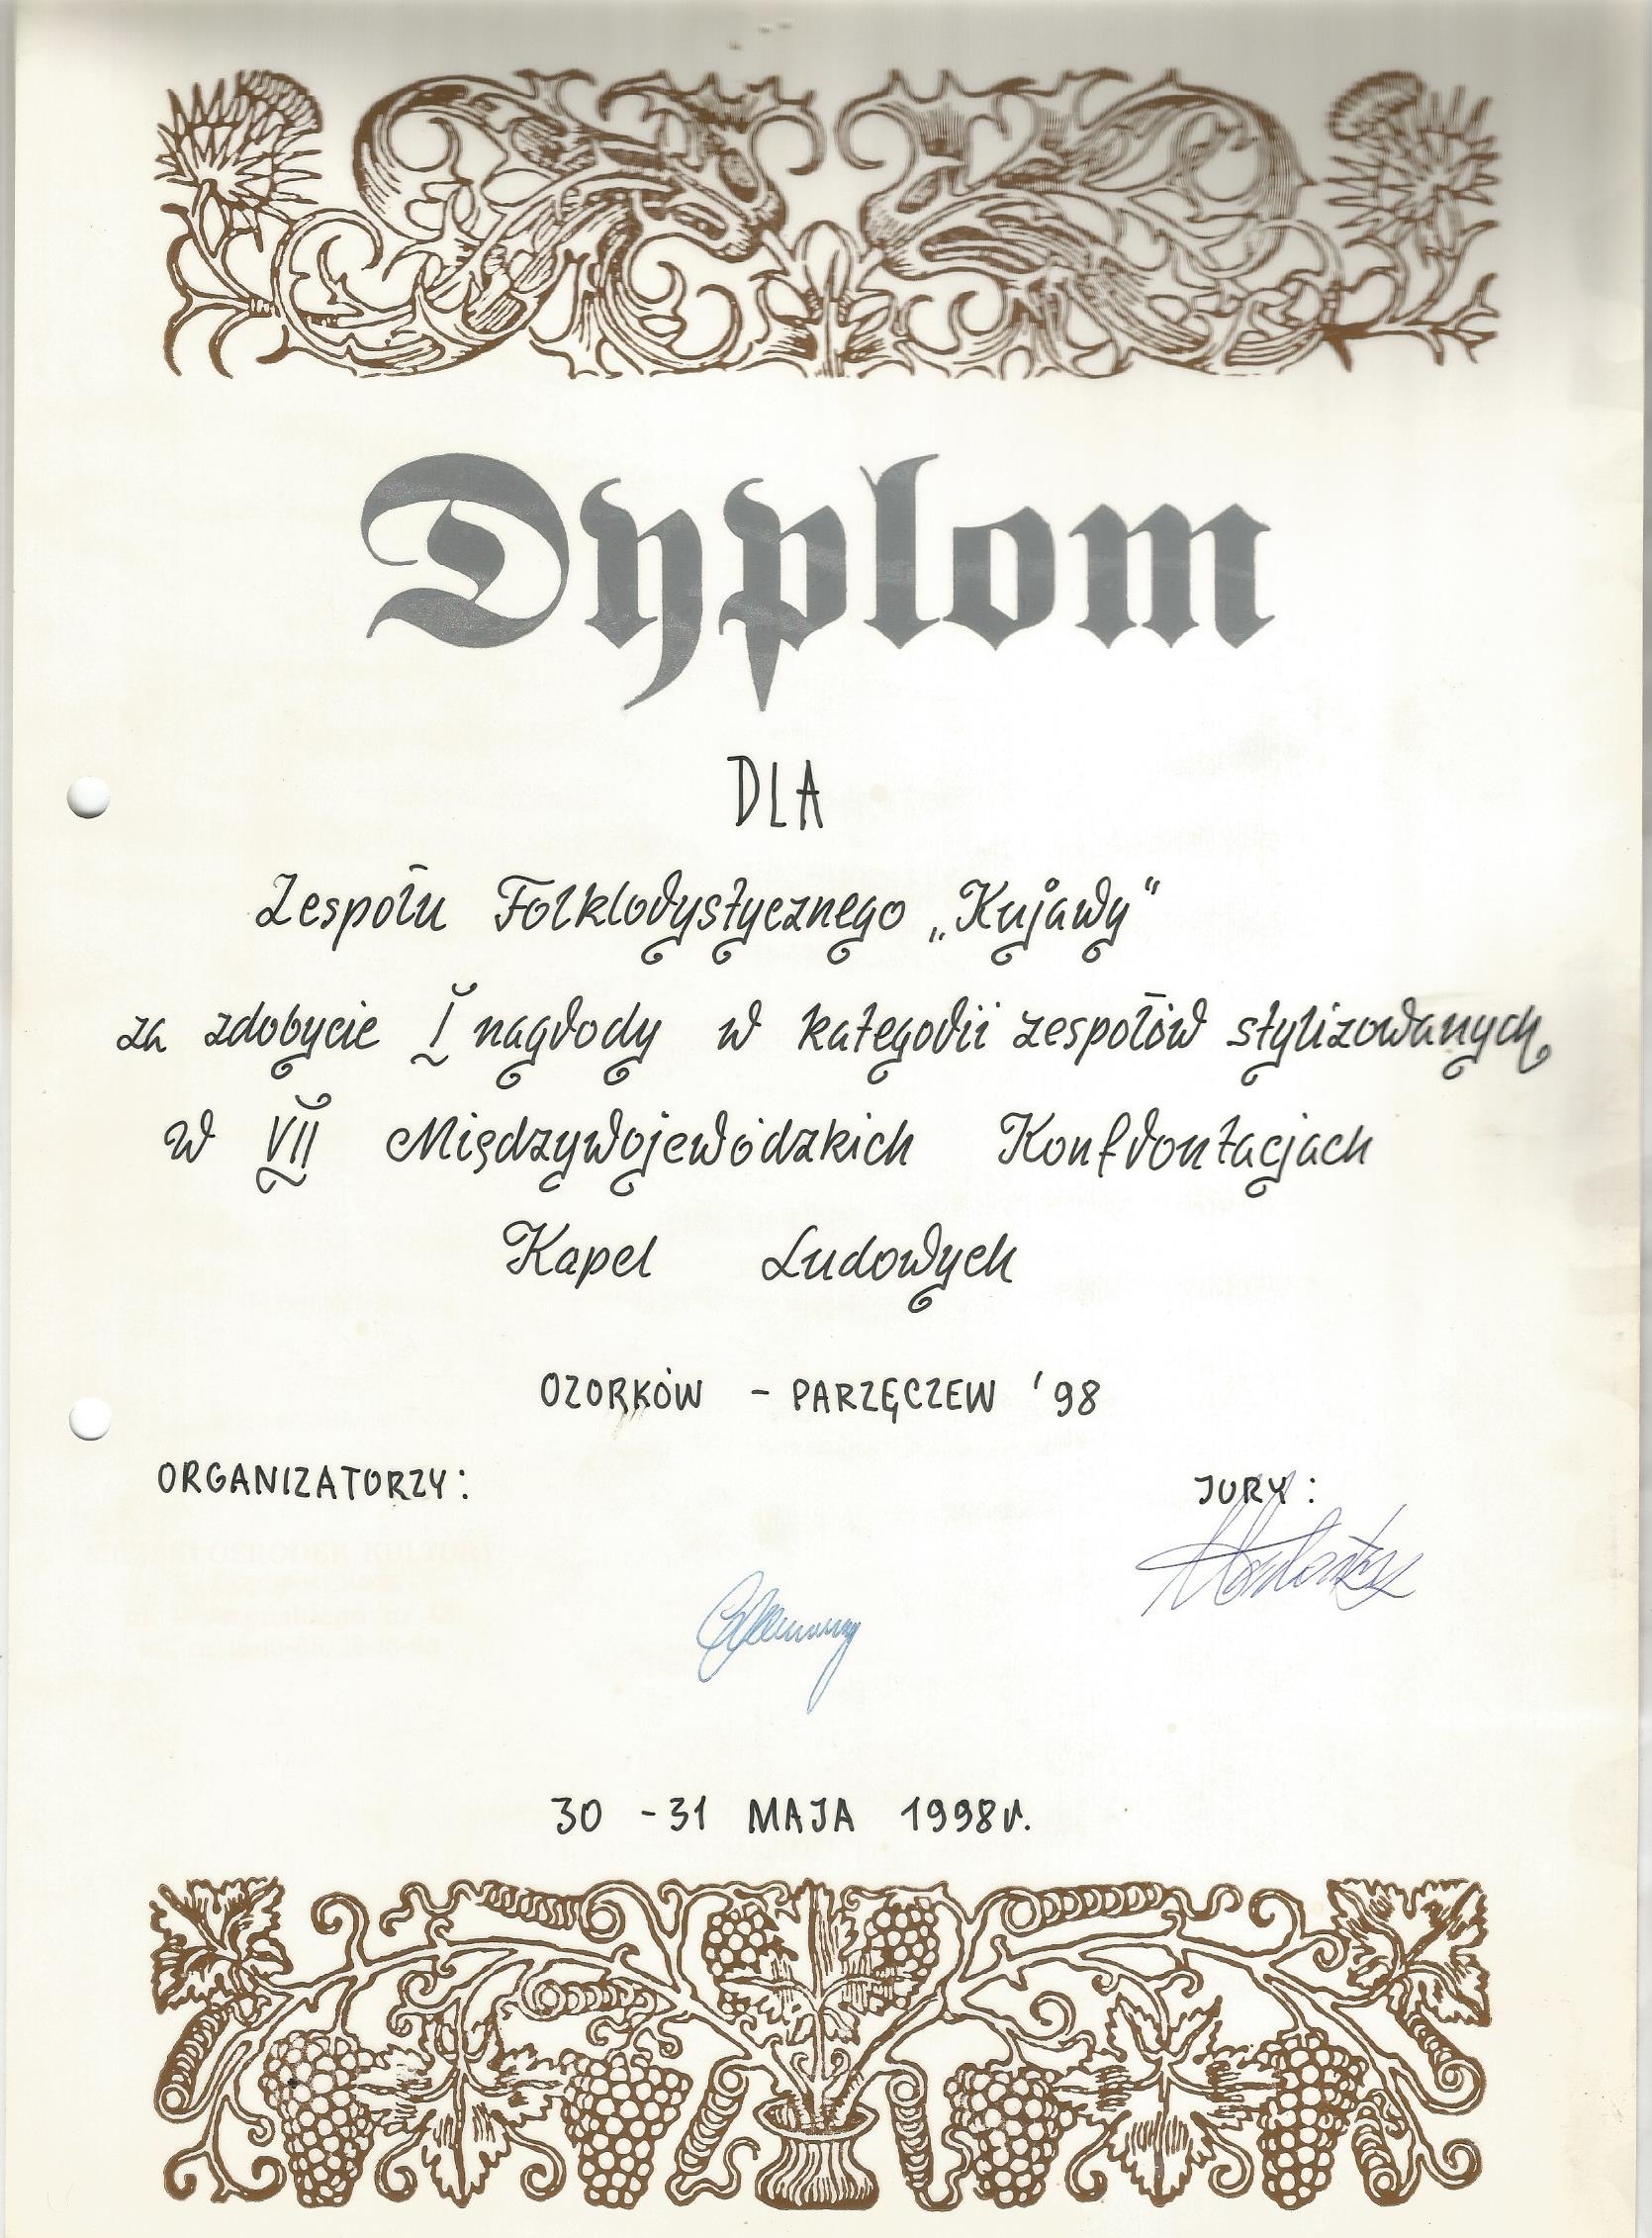 Dyplom
DLA
Zespołu Folklorystycznego „Kujawy”
za zdobycie I nagrody w kategorii zespołów stylizowanych
w VII Międzywojewódzkich Konfrontacjach
Kapel Ludowych
OZORKÓW - PARZĘCZEW '98
ORGANIZATORZY: JURY:
30 - 31 MAJA 1998r.